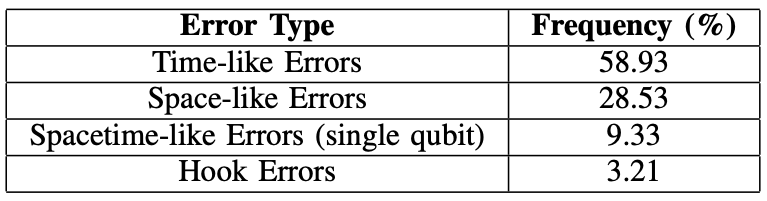 Error Type Frequency (%)
Time-like Errors 58.93
Space-like Errors 28.53
Spacetime-like Errors (single qubit) 9.33
Hook Errors 3.21